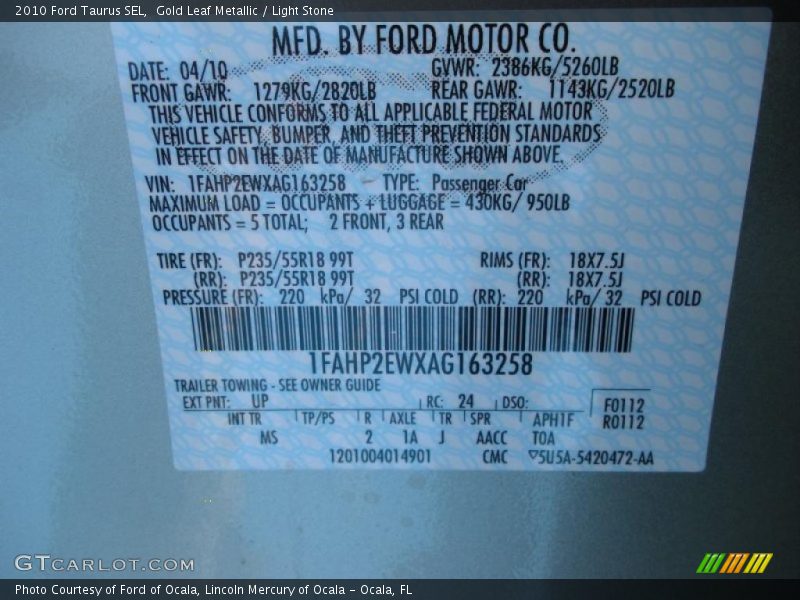 2010 Ford Taurus SEL,  Gold Leaf Metallic / Light Stone
MFD. BY FORD MOTOR CO.
DATE: 04/10 GVWR: 2386KG/5260LB
FRONT GAWR: 1279KG/2820LB REAR GAWR: 1143KG/2520LB
THIS VEHICLE CONFORMS TO ALL APPLICABLE FEDERAL MOTOR
VEHICLE SAFETY, BUMPER, AND THEFT PREVENTION STANDARDS
IN EFFECT ON THE DATE OF MANUFACTURE SHOWN ABOVE.
VIN: 1FAHP2EWXAG163258 TYPE: Passenger Car
MAXIMUM LOAD = OCCUPANTS + LUGGAGE = 430KG/ 950LB
OCCUPANTS = 5 TOTAL; 2 FRONT, 3 REAR
TIRE (FR): P235/55R18 99T RIMS (FR): 18X7.5J
(RR): P235/55R18 99T (RR): 18X7.5J
PRESSURE (FR): 220 kPa/ 32 PSI COLD (RR): 220 kPa/ 32 PSI COLD
1FAHP2EWXAG163258
TRAILER TOWING - SEE OWNER GUIDE
EXT PNT: UP RC: 24 DSO: F0112
R0112
INT TR TP/PS R AXLE TR SPR APH1F
MS 2 1A J AACC TOA
1201004014901 CMC ▽5U5A-5420472-AA
GTCARLOT.COM
Photo Courtesy of Ford of Ocala, Lincoln Mercury of Ocala - Ocala, FL